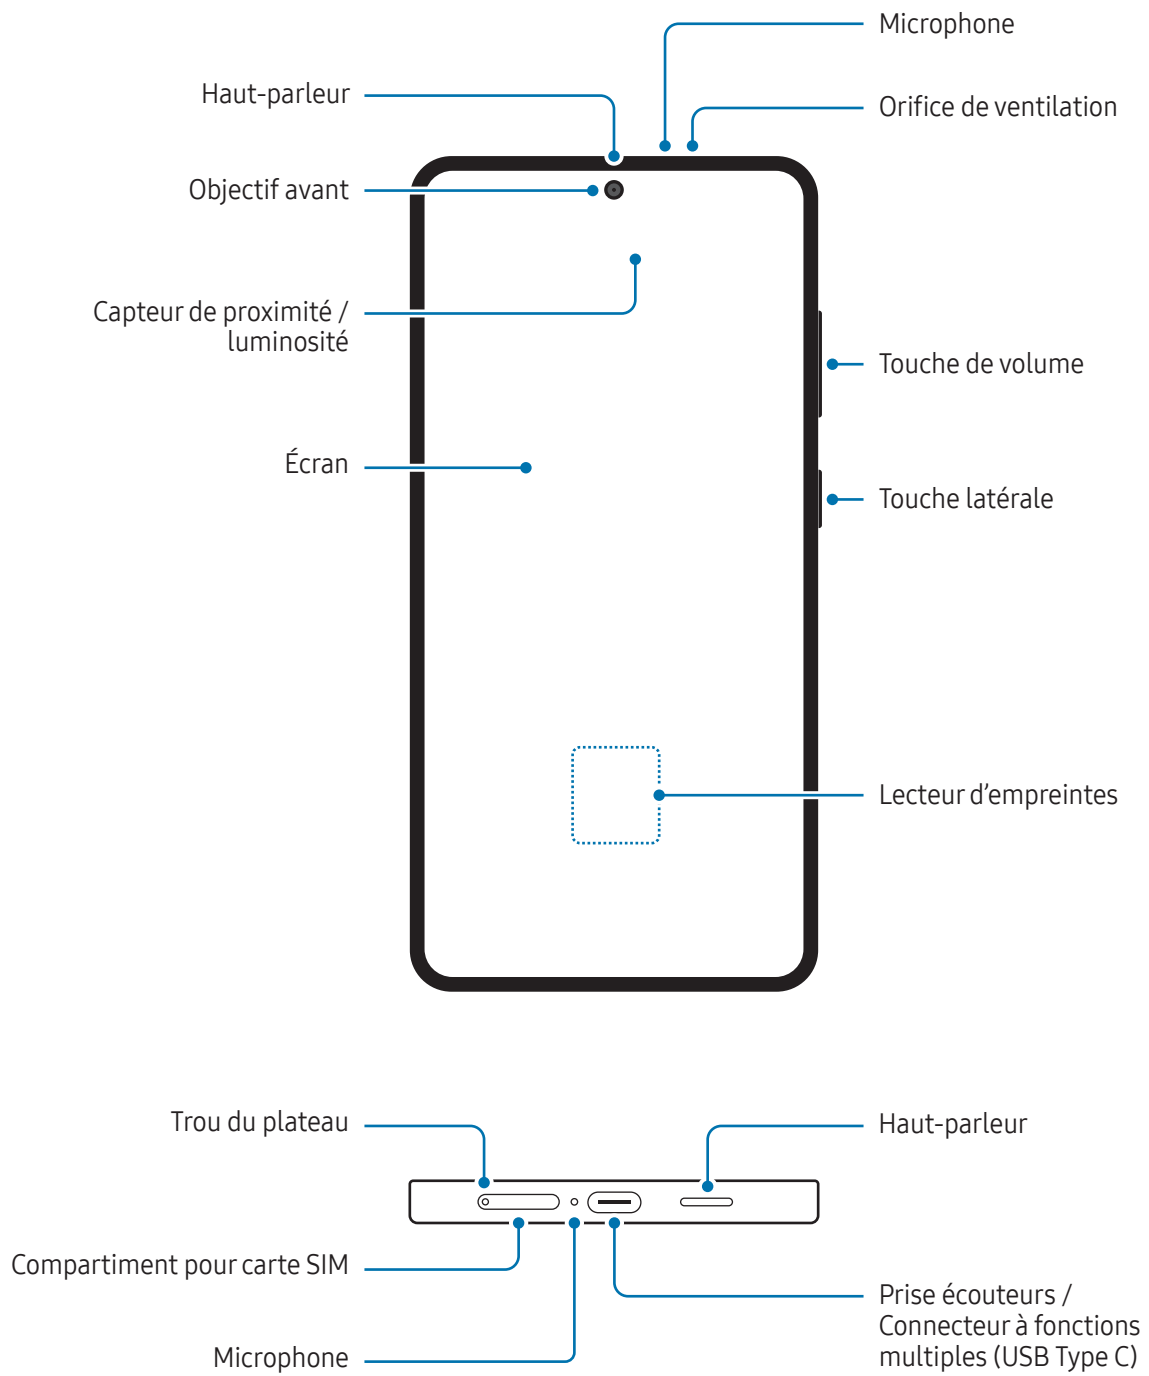 Microphone
Haut-parleur
Orifice de ventilation
Objectif avant
Capteur de proximité /
luminosité
Touche de volume
Écran
Touche latérale
Lecteur d'empreintes
Trou du plateau
Haut-parleur
Compartiment pour carte SIM
Prise écouteurs /
Connecteur à fonctions
multiples (USB Type C)
Microphone